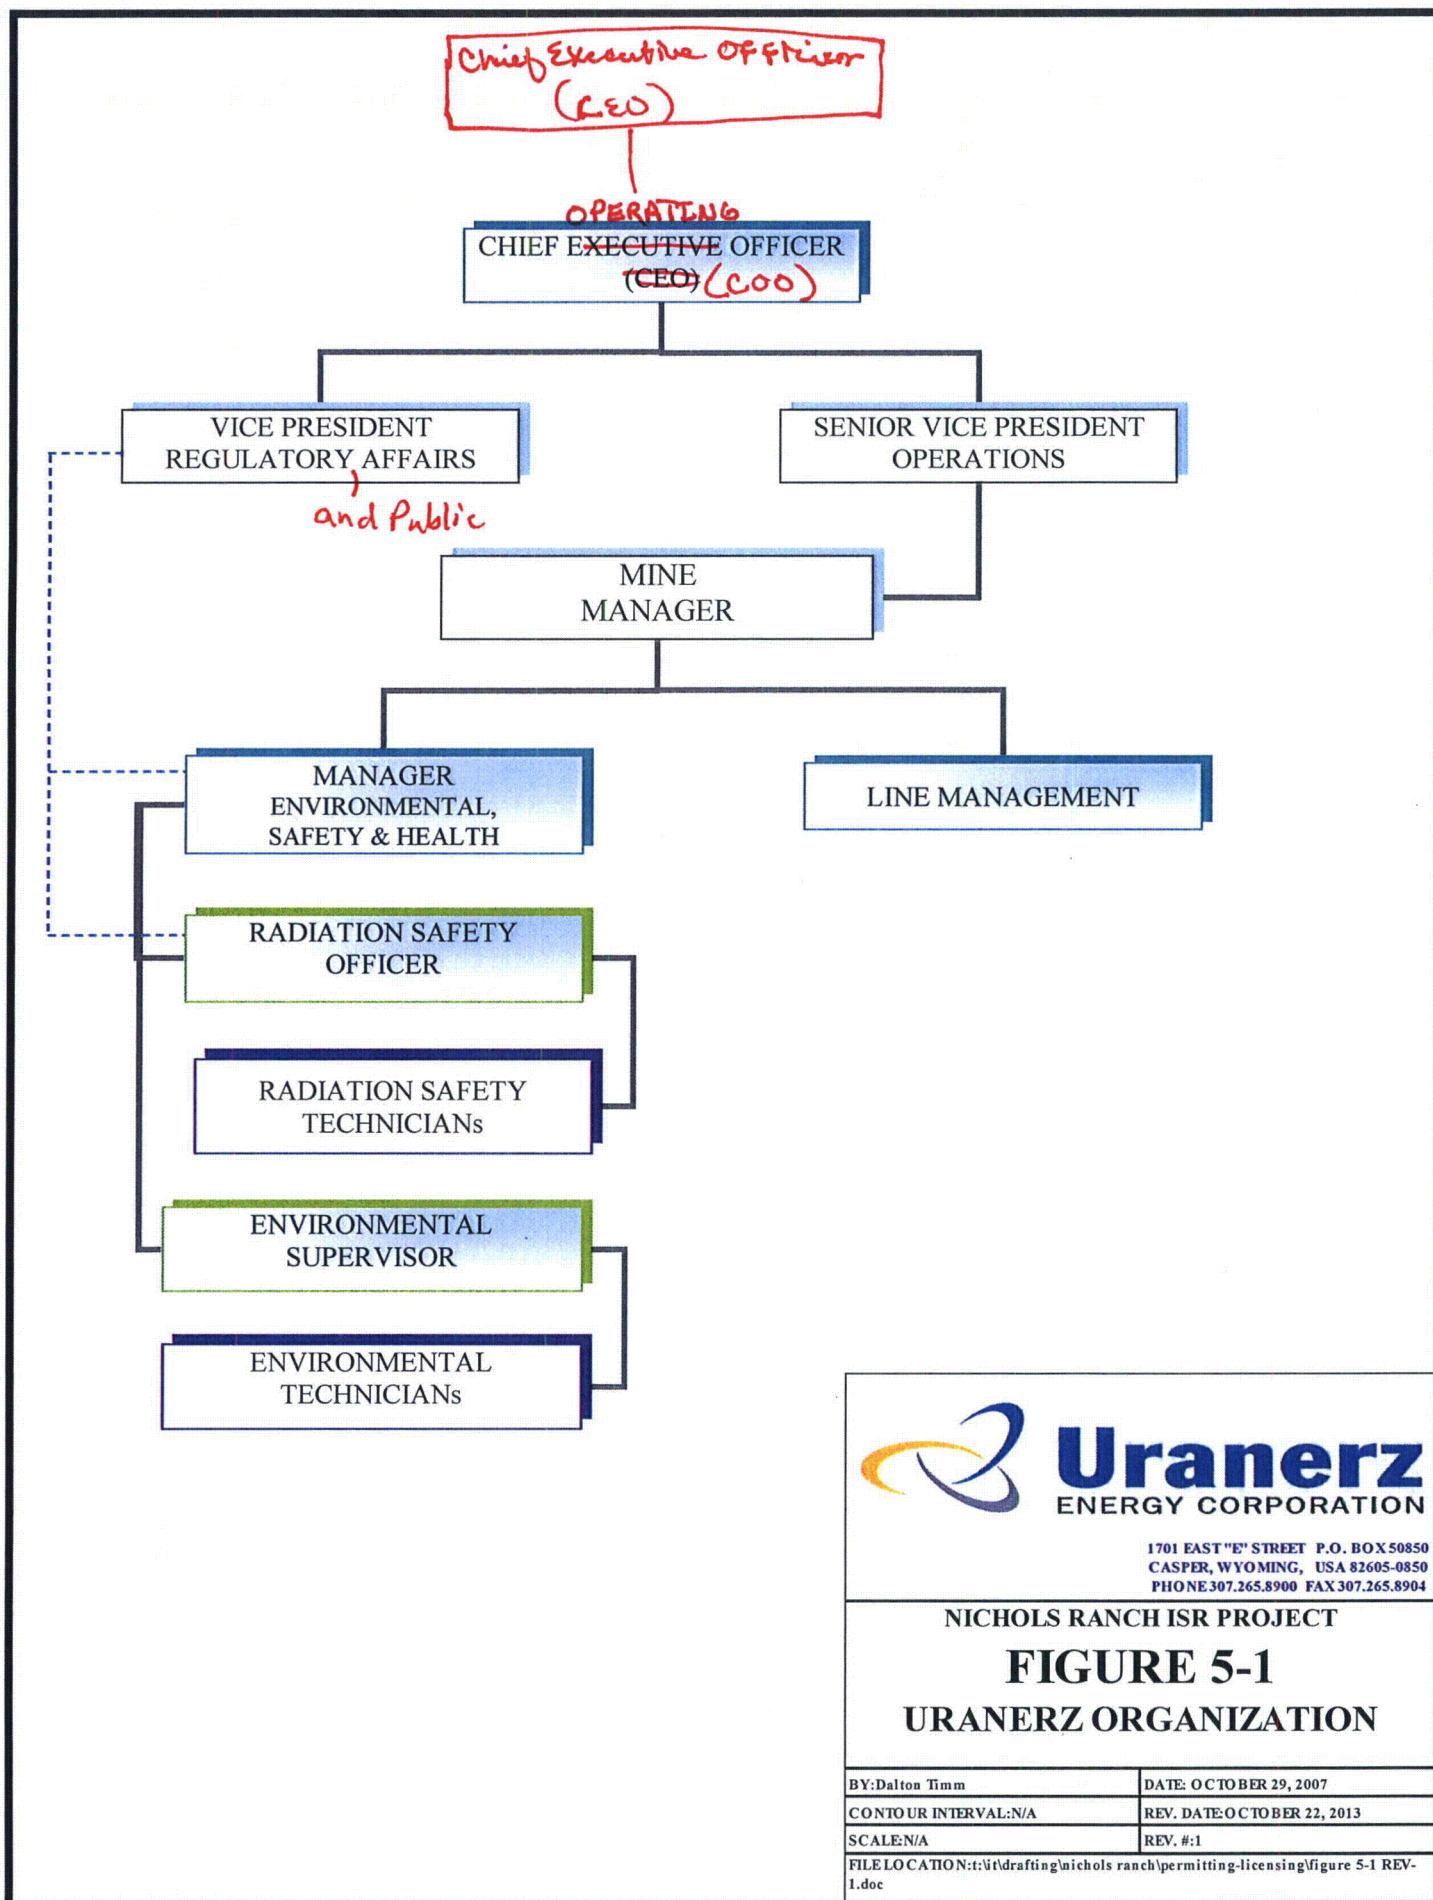 Chief Executive Officer
(CEO)
OPERATING
CHIEF EXECUTIVE OFFICER
(CEO) (COO)
VICE PRESIDENT
REGULATORY AFFAIRS
and Public
SENIOR VICE PRESIDENT
OPERATIONS
MINE
MANAGER
MANAGER
ENVIRONMENTAL,
SAFETY & HEALTH
LINE MANAGEMENT
RADIATION SAFETY
OFFICER
RADIATION SAFETY
TECHNICIANs
ENVIRONMENTAL
SUPERVISOR
ENVIRONMENTAL
TECHNICIANs
Uranerz
ENERGY CORPORATION
1701 EAST "E" STREET P.O. BOX 50850
CASPER, WYOMING, USA 82605-0850
PHONE 307.265.8900 FAX 307.265.8904
NICHOLS RANCH ISR PROJECT
FIGURE 5-1
URANERZ ORGANIZATION
BY:Dalton Timm
DATE: OCTOBER 29, 2007
CONTOUR INTERVAL:N/A
REV. DATE:OCTOBER 22, 2013
SCALE:N/A
REV. #:1
FILE LOCATION:t:\it\drafting\nichols ranch\permitting-licensing\figure 5-1 REV-
1.doc